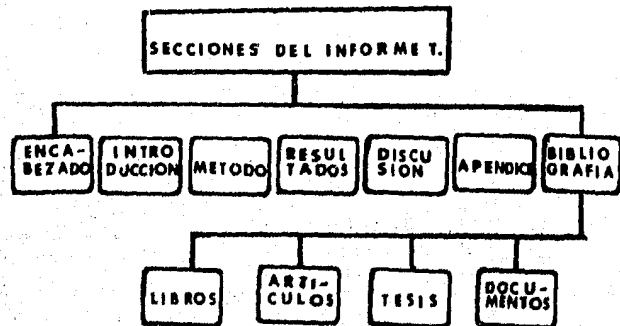 SECCIONES DEL INFORME T.
ENCA-
BEZADO
INTRO
DUCCION
METODO
RESUL
TADOS
DISCU
SION
APENDICE
BIBLIO
GRAFIA
LIBROS
ARTI-
CULOS
TESIS
DOCU-
MENTOS